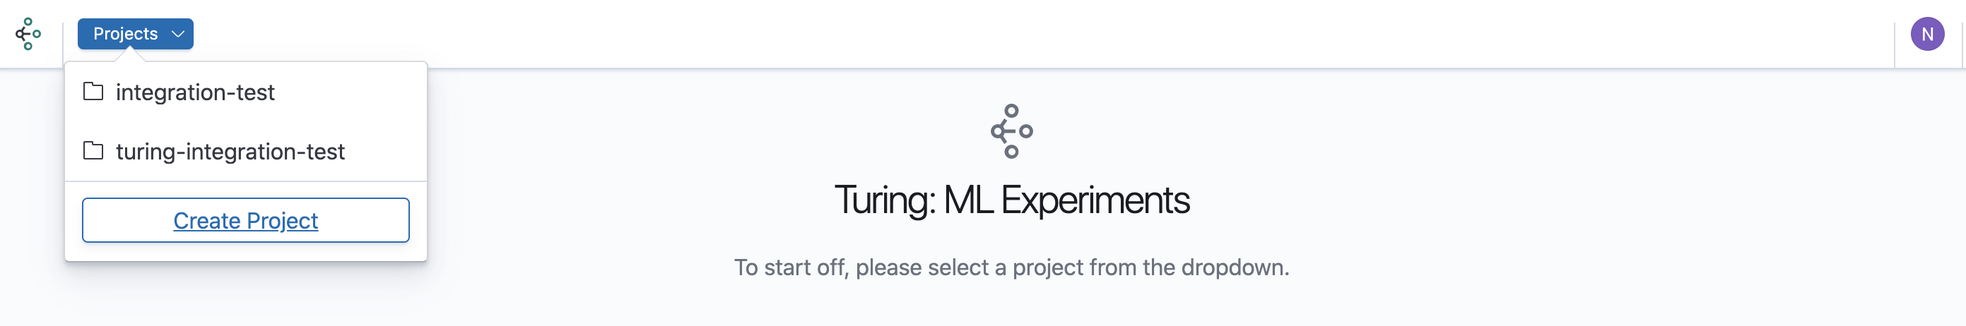 Projects
N
integration-test
turing-integration-test
Create Project
Turing: ML Experiments
To start off, please select a project from the dropdown.